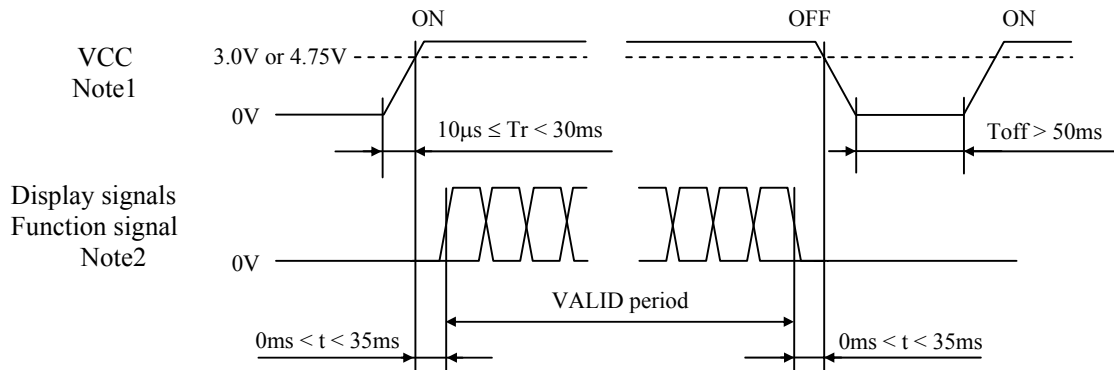 ON
OFF
ON
VCC
Note1
3.0V or 4.75V
0V
10μs ≤ Tr < 30ms
Toff > 50ms
Display signals
Function signal
Note2
0V
VALID period
0ms < t < 35ms
0ms < t < 35ms